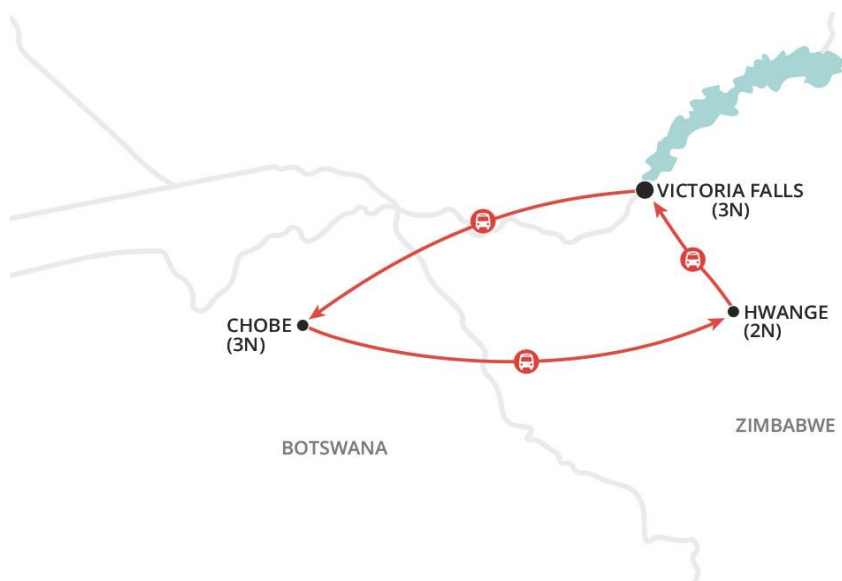 VICTORIA FALLS
(3N)
CHOBE
(3N)
HWANGE
(2N)
ZIMBABWE
BOTSWANA